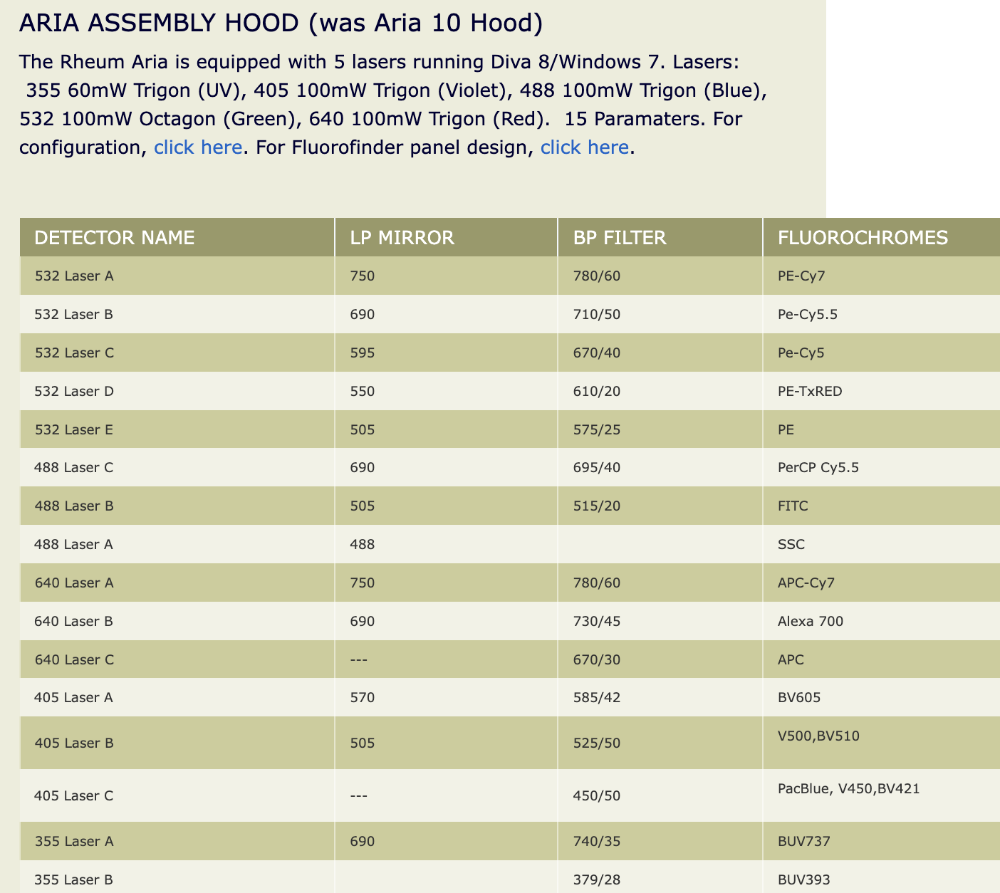 ARIA ASSEMBLY HOOD (was Aria 10 Hood)
The Rheum Aria is equipped with 5 lasers running Diva 8/Windows 7. Lasers:
355 60mW Trigon (UV), 405 100mW Trigon (Violet), 488 100mW Trigon (Blue),
532 100mW Octagon (Green), 640 100mW Trigon (Red).  15 Paramaters. For
configuration, click here. For Fluorofinder panel design, click here.
DETECTOR NAME LP MIRROR BP FILTER FLUOROCHROMES
532 Laser A 750 780/60 PE-Cy7
532 Laser B 690 710/50 Pe-Cy5.5
532 Laser C 595 670/40 Pe-Cy5
532 Laser D 550 610/20 PE-TxRED
532 Laser E 505 575/25 PE
488 Laser C 690 695/40 PerCP Cy5.5
488 Laser B 505 515/20 FITC
488 Laser A 488 SSC
640 Laser A 750 780/60 APC-Cy7
640 Laser B 690 730/45 Alexa 700
640 Laser C --- 670/30 APC
405 Laser A 570 585/42 BV605
405 Laser B 505 525/50 V500,BV510
405 Laser C --- 450/50 PacBlue, V450,BV421
355 Laser A 690 740/35 BUV737
355 Laser B 379/28 BUV393